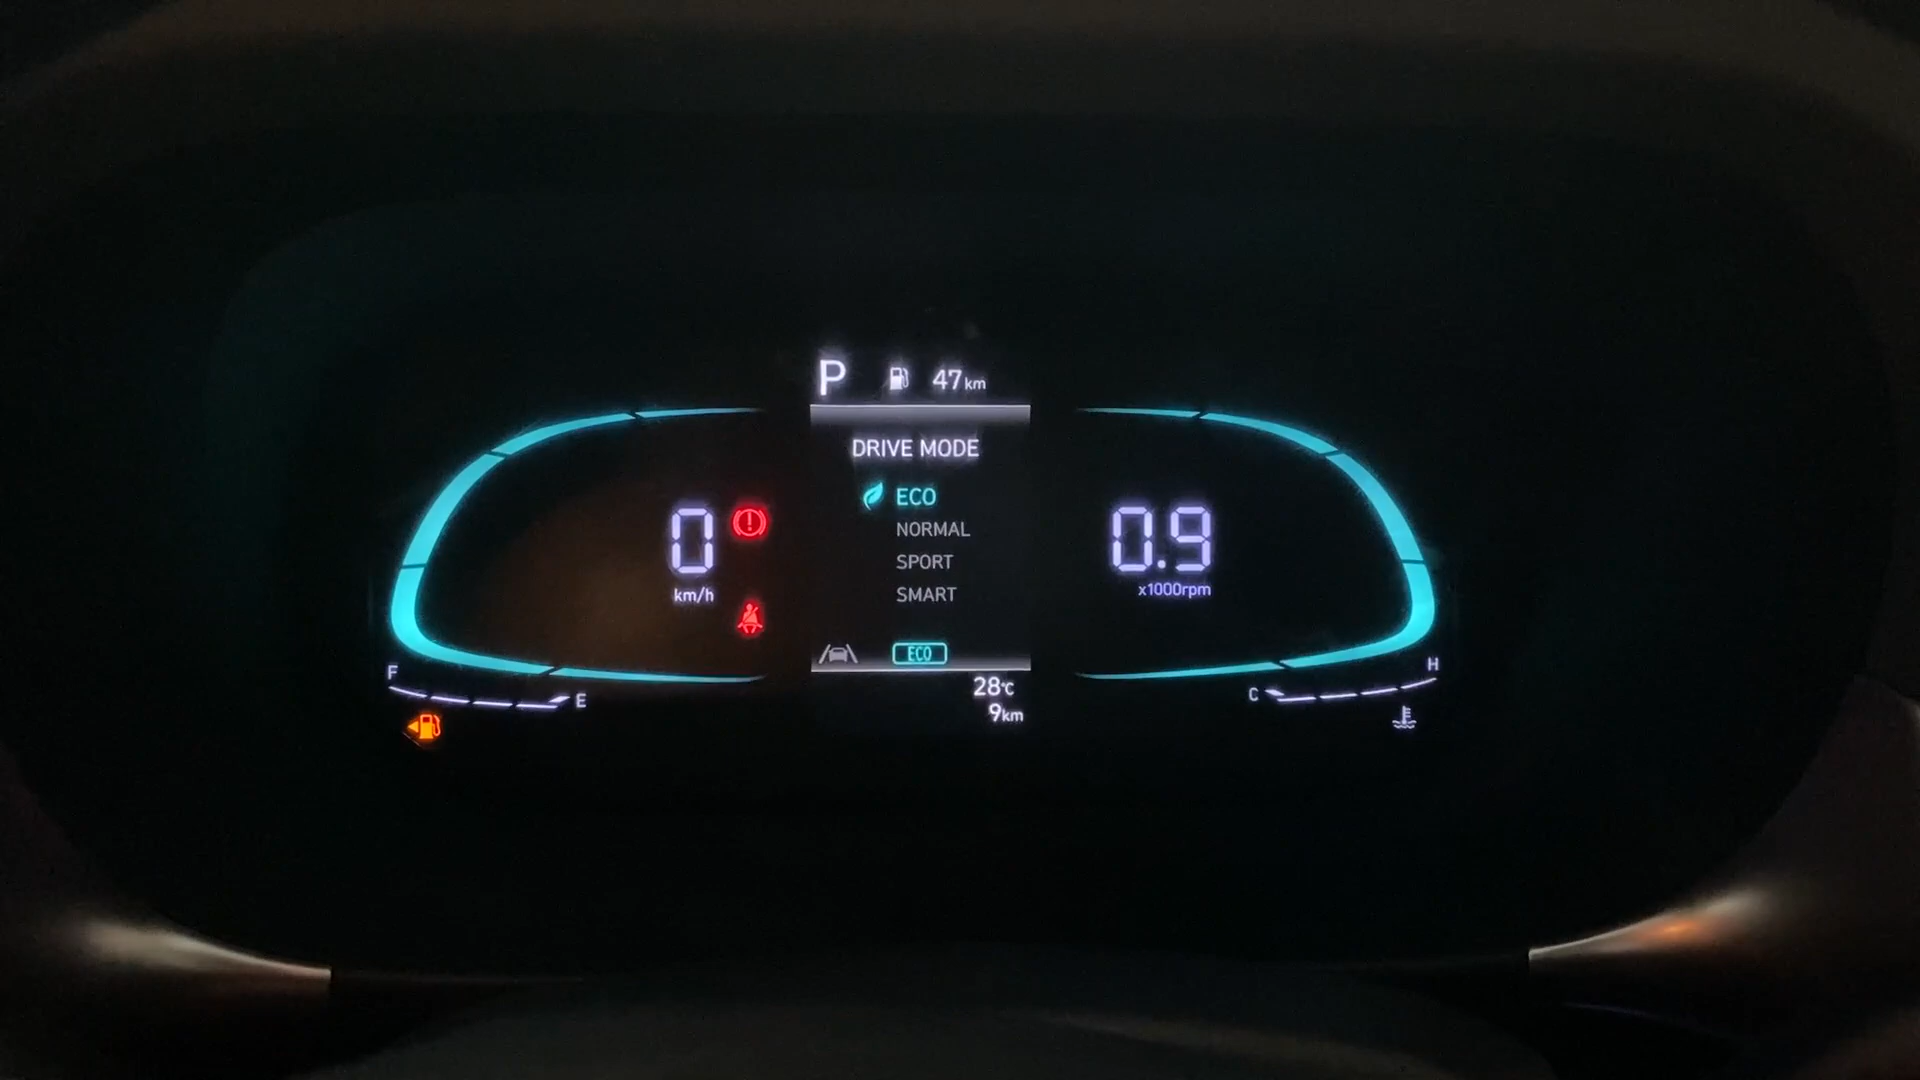 P 47km
DRIVE MODE
ECO
NORMAL
SPORT
SMART
0
km/h
0.9
x1000rpm
ECO
F
E
28°C
9km
C
H